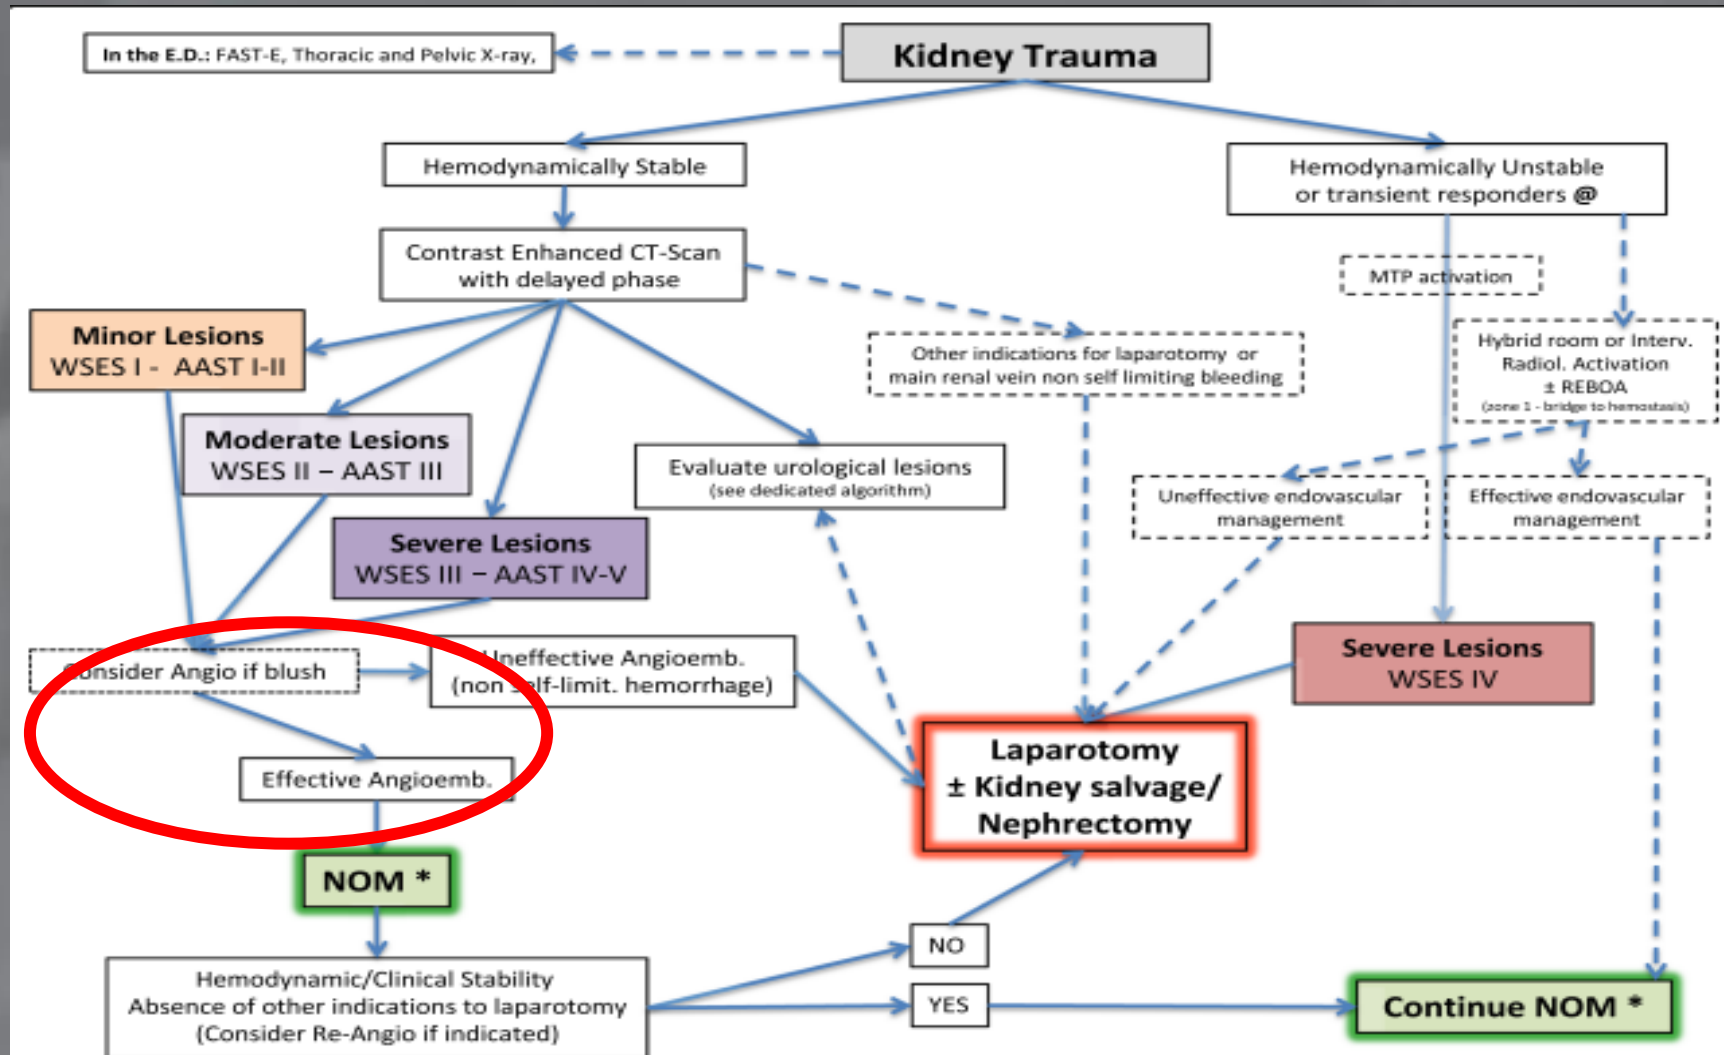 Kidney Trauma
In the E.D.: FAST-E, Thoracic and Pelvic X-ray,
Hemodynamically Stable
Hemodynamically Unstable
or transient responders @
Contrast Enhanced CT-Scan
with delayed phase
MTP activation
Minor Lesions
WSES I - AAST I-II
Other indications for laparotomy or
main renal vein non self limiting bleeding
Hybrid room or Interv.
Radiol. Activation
± REBOA
(zone 1 - bridge to hemostasis)
Moderate Lesions
WSES II – AAST III
Evaluate urological lesions
(see dedicated algorithm)
Uneffective endovascular
management
Effective endovascular
management
Severe Lesions
WSES III – AAST IV-V
Consider Angio if blush
Uneffective Angioemb.
(non self-limit. hemorrhage)
Severe Lesions
WSES IV
Effective Angioemb.
Laparotomy
± Kidney salvage/
Nephrectomy
NOM *
NO
Hemodynamic/Clinical Stability
Absence of other indications to laparotomy
(Consider Re-Angio if indicated)
YES
Continue NOM *